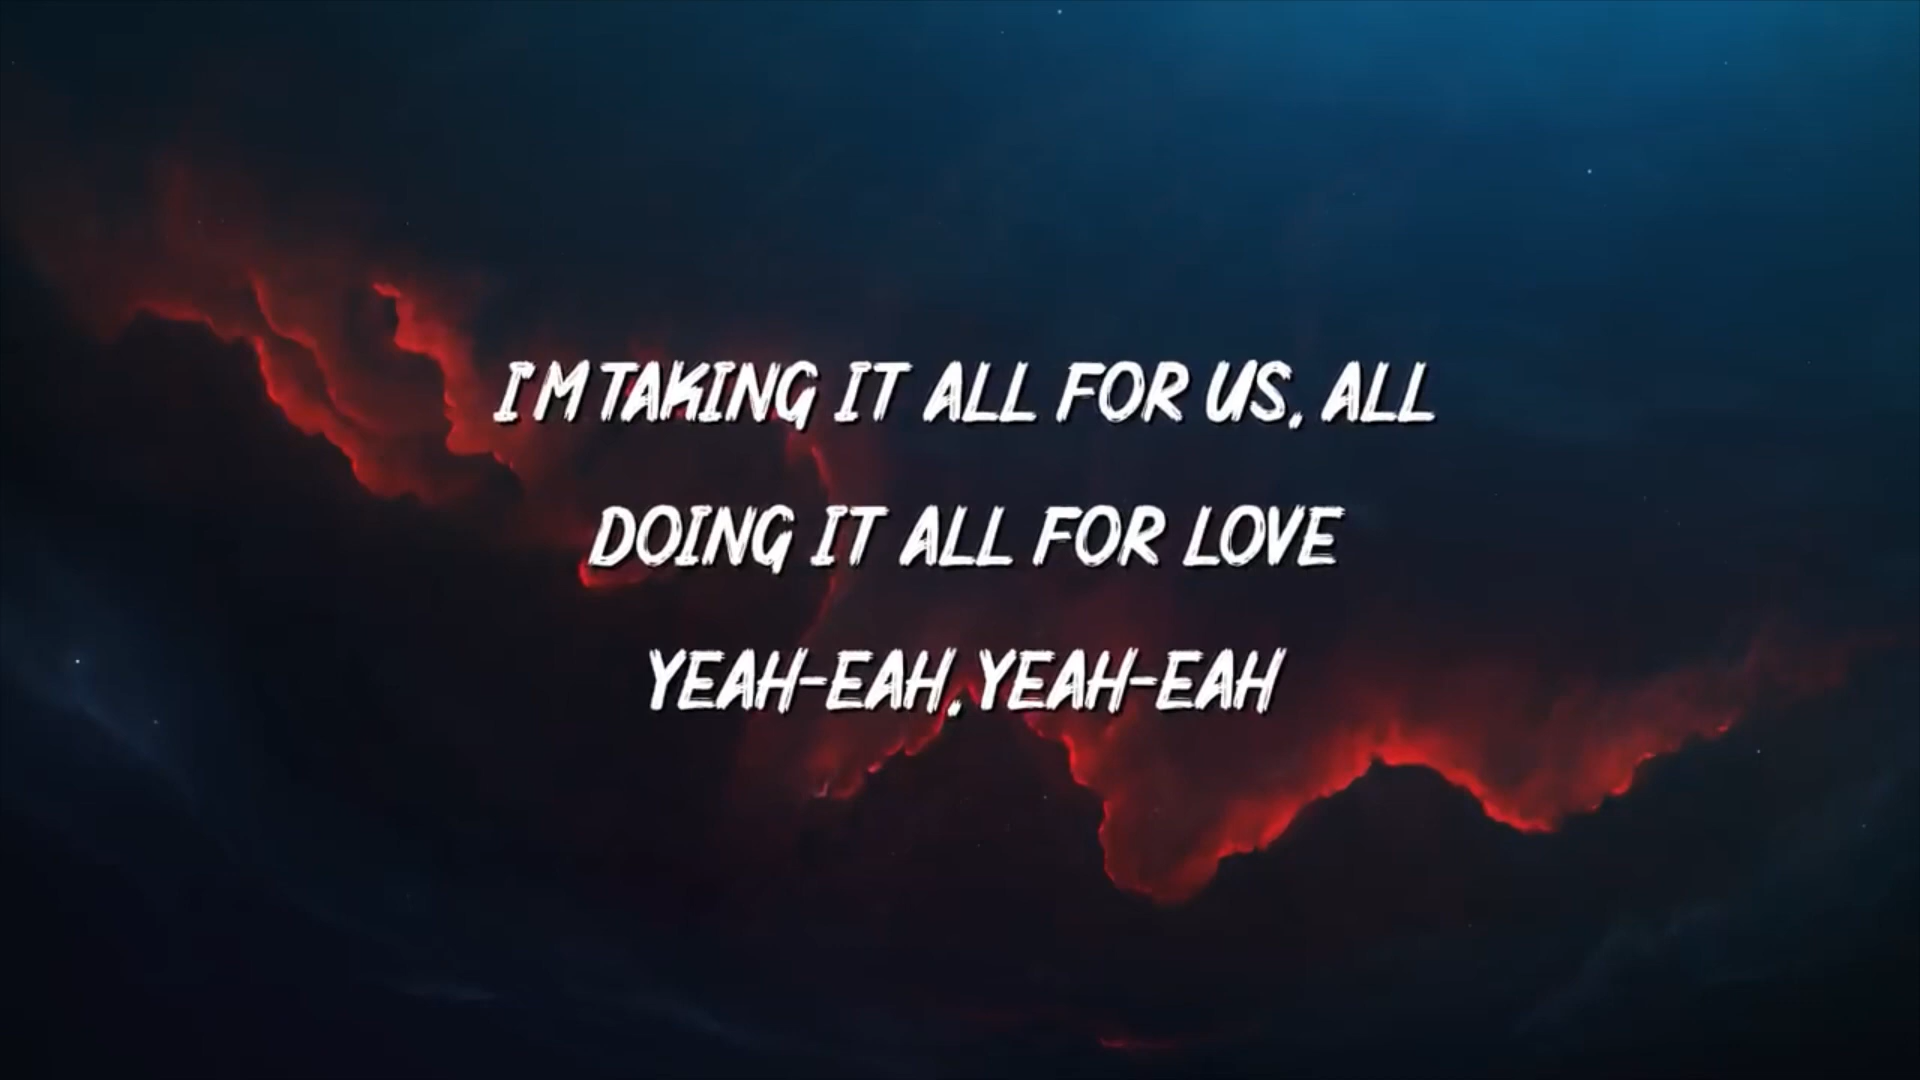 I'M TAKING IT ALL FOR US, ALL
DOING IT ALL FOR LOVE
YEAH-EAH, YEAH-EAH